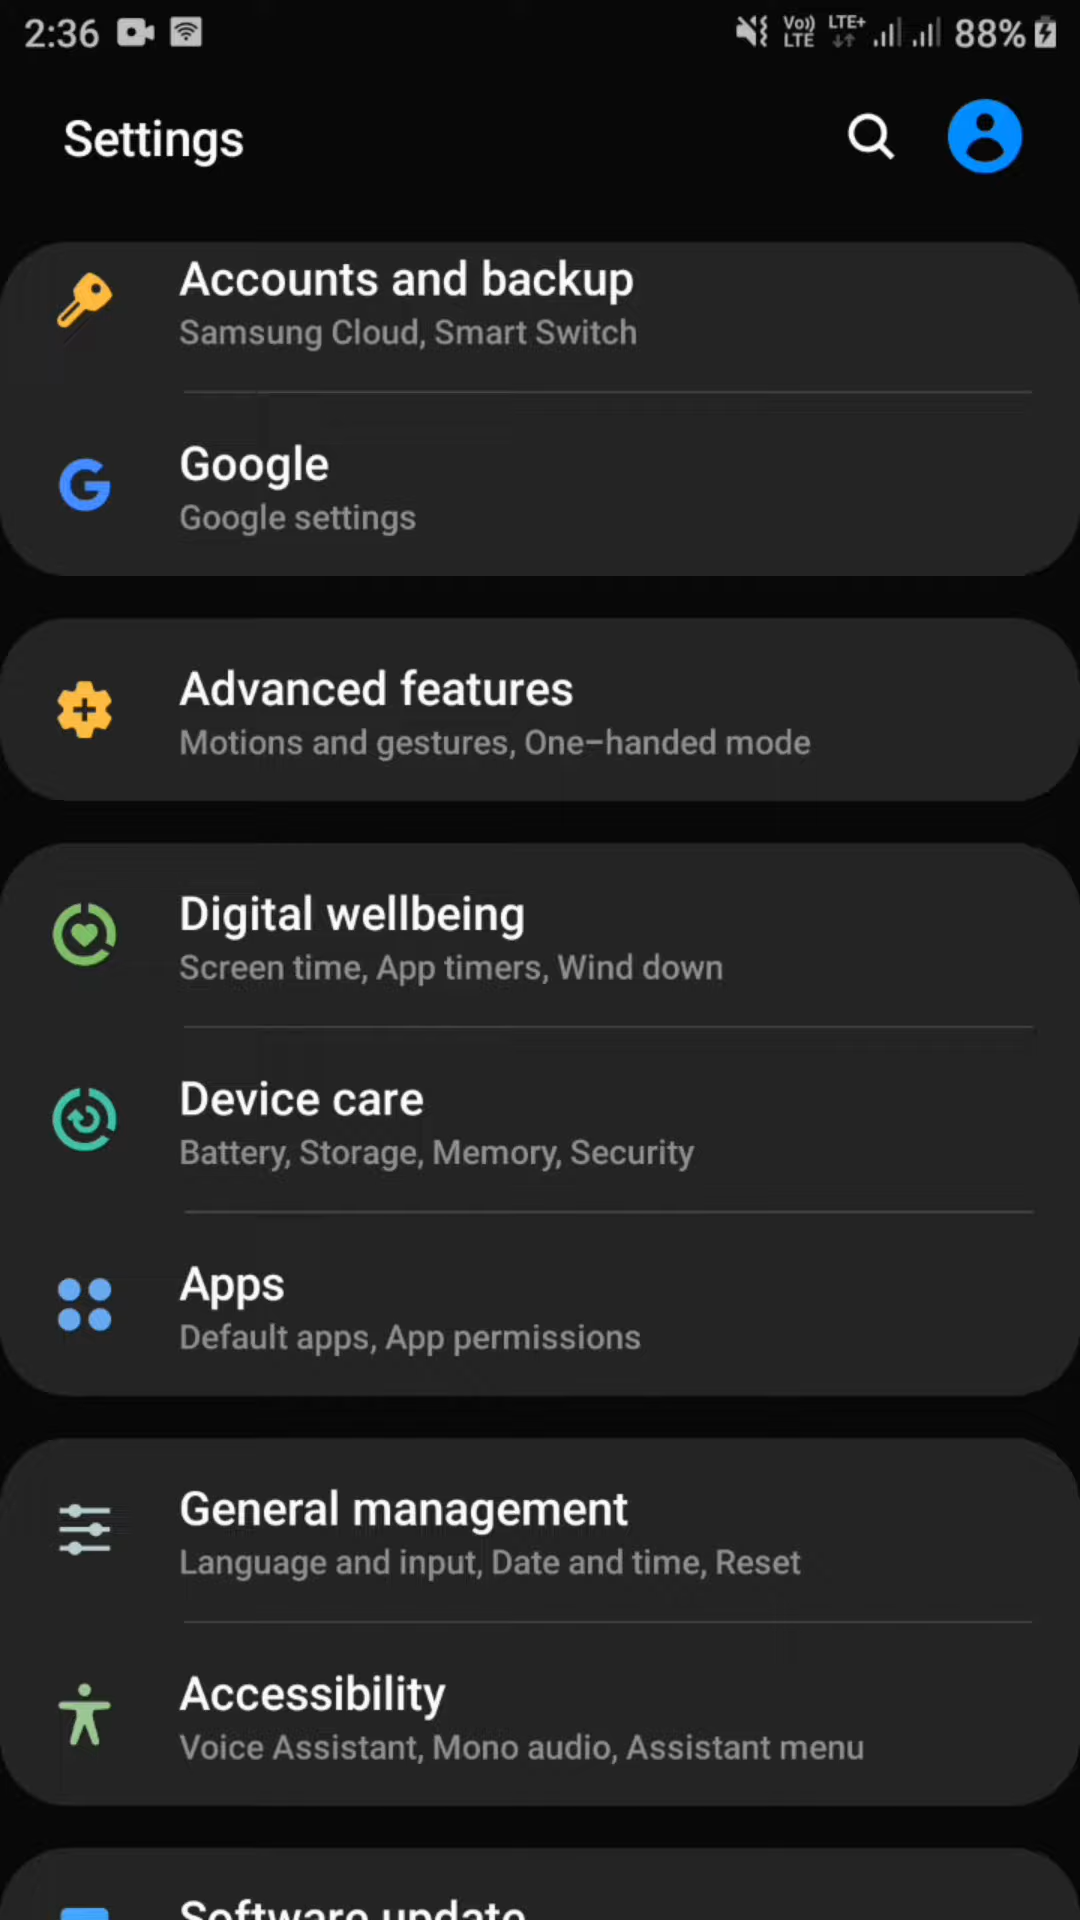 2:36
Vo)) LTE LTE+ 88%
Settings
Accounts and backup
Samsung Cloud, Smart Switch
Google
Google settings
Advanced features
Motions and gestures, One-handed mode
Digital wellbeing
Screen time, App timers, Wind down
Device care
Battery, Storage, Memory, Security
Apps
Default apps, App permissions
General management
Language and input, Date and time, Reset
Accessibility
Voice Assistant, Mono audio, Assistant menu
Software update